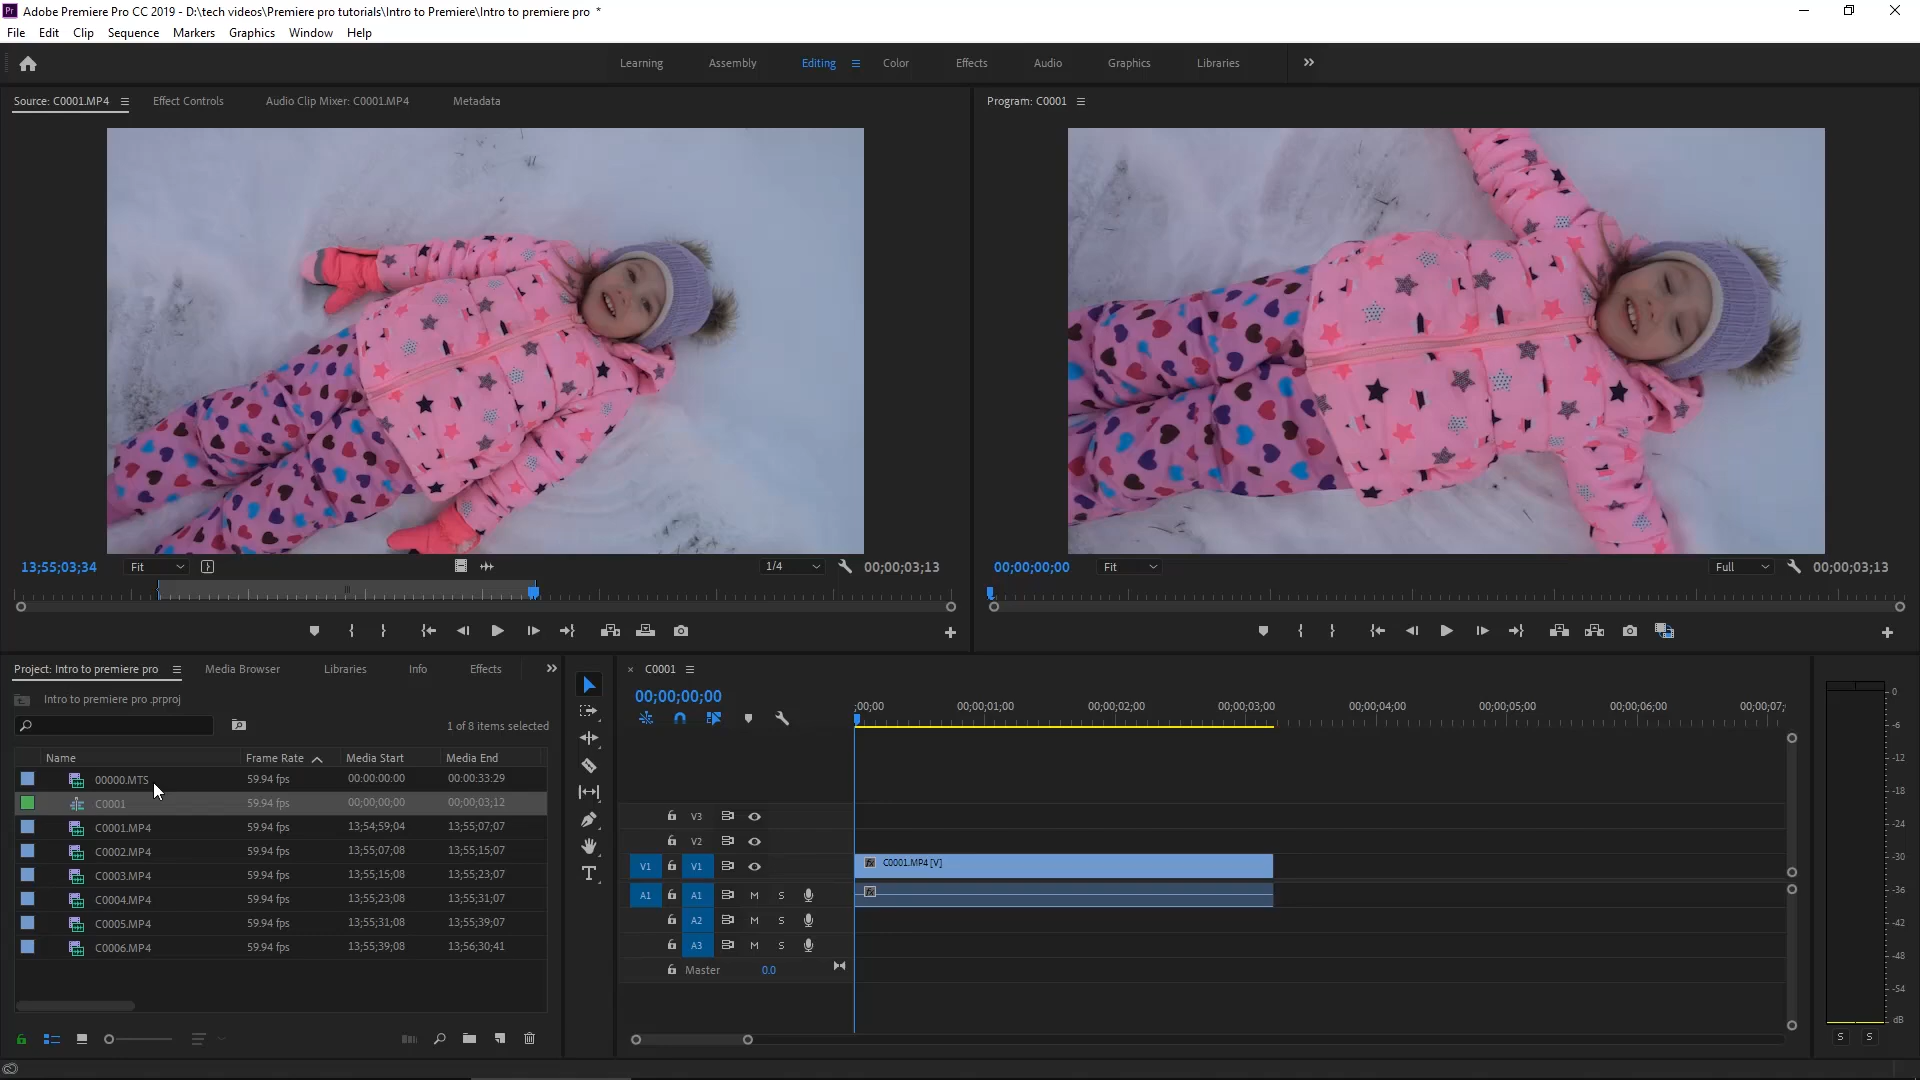 Adobe Premiere Pro CC 2019 - D:\tech videos\Premiere pro tutorials\Intro to Premiere\Intro to premiere pro *
File Edit Clip Sequence Markers Graphics Window Help
Learning Assembly Editing Color Effects Audio Graphics Libraries
Source: C0001.MP4 Effect Controls Audio Clip Mixer: C0001.MP4 Metadata
Program: C0001
13;55;03;34 Fit 1/4 00;00;03;13
00;00;00;00 Fit Full 00;00;03;13
Project: Intro to premiere pro Media Browser Libraries Info Effects
Intro to premiere pro .prproj
1 of 8 items selected
Name Frame Rate Media Start Media End
00000.MTS 59.94 fps 00:00:00:00 00:00:33:29
C0001 59.94 fps 00;00;00;00 00;00;03;12
C0001.MP4 59.94 fps 13;54;59;04 13;55;07;07
C0002.MP4 59.94 fps 13;55;07;08 13;55;15;07
C0003.MP4 59.94 fps 13;55;15;08 13;55;23;07
C0004.MP4 59.94 fps 13;55;23;08 13;55;31;07
C0005.MP4 59.94 fps 13;55;31;08 13;55;39;07
C0006.MP4 59.94 fps 13;55;39;08 13;56;30;41
× C0001
00;00;00;00
;00;00 00;00;01;00 00;00;02;00 00;00;03;00 00;00;04;00 00;00;05;00 00;00;06;00 00;00;07;
V3
V2
V1 V1 C0001.MP4 [V]
A1 A1 M S
A2 M S
A3 M S
Master 0.0
0
-6
-12
-18
-24
-30
-36
-42
-48
-54
dB
S S